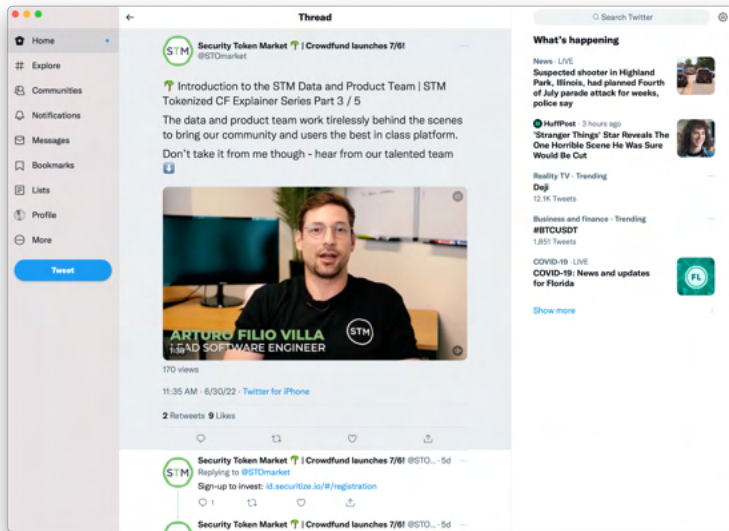 Thread
Search Twitter
Home
Explore
Communities
Notifications
Messages
Bookmarks
Lists
Profile
More
Tweet
STM
Security Token Market 🌴 | Crowdfund launches 7/6!
@STOmarket
🌴 Introduction to the STM Data and Product Team | STM
Tokenized CF Explainer Series Part 3 / 5
The data and product team work tirelessly behind the scenes
to bring our community and users the best in class platform.
Don't take it from me though - hear from our talented team
⬇️
STM
ARTURO FILIO VILLA
LEAD SOFTWARE ENGINEER
170 views
11:35 AM · 6/30/22 · Twitter for iPhone
2 Retweets 9 Likes
STM
Security Token Market 🌴 | Crowdfund launches 7/6! @STO... · 5d
Replying to @STOmarket
Sign-up to invest: id.securitize.io/#/registration
1
STM
Security Token Market 🌴 | Crowdfund launches 7/6! @STO... · 5d
What's happening
News · LIVE
Suspected shooter in Highland
Park, Illinois, had planned Fourth
of July parade attack for weeks,
police say
HuffPost · 3 hours ago
'Stranger Things' Star Reveals The
One Horrible Scene He Was Sure
Would Be Cut
Reality TV · Trending
Deji
12.1K Tweets
Business and finance · Trending
#BTCUSDT
1,851 Tweets
COVID-19 · LIVE
COVID-19: News and updates
for Florida
FL
Show more